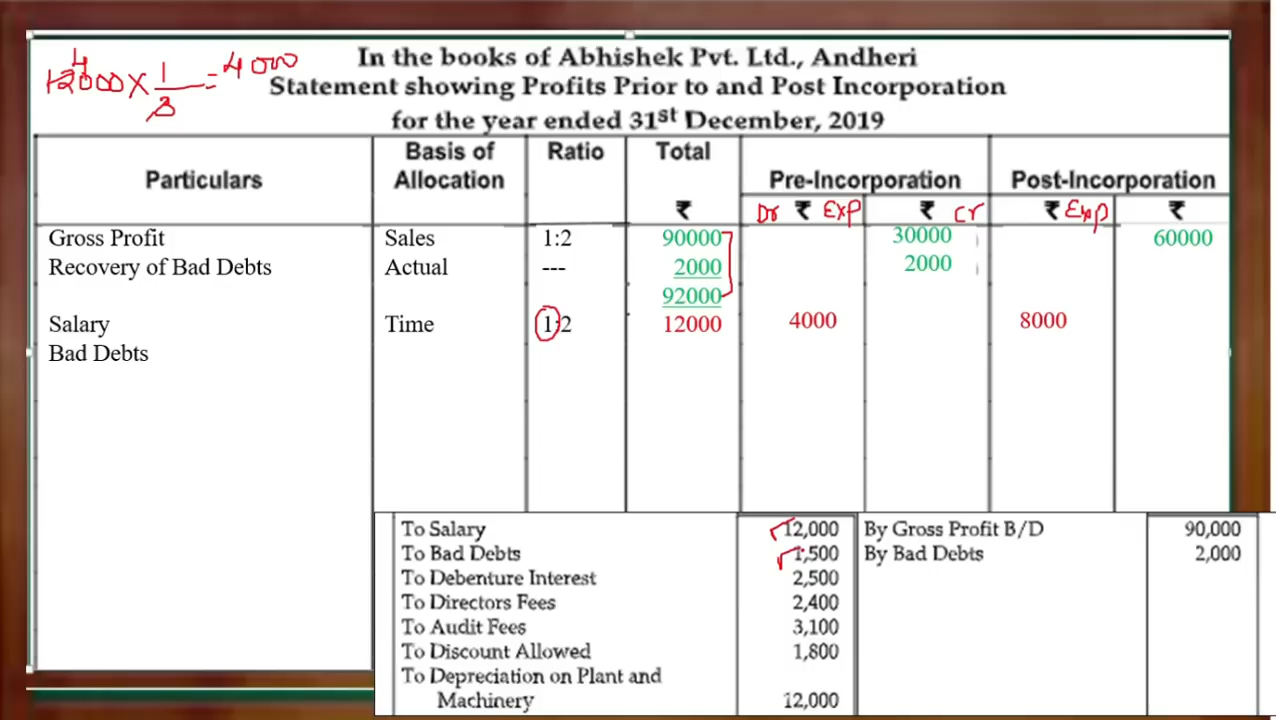 12000 × 1/3 = 4000
4
In the books of Abhishek Pvt. Ltd., Andheri
Statement showing Profits Prior to and Post Incorporation
for the year ended 31st December, 2019
Particulars Basis of Allocation Ratio Total ₹ Pre-Incorporation Post-Incorporation
Dr ₹ Exp ₹ Cr ₹ Exp ₹
Gross Profit Sales 1:2 90000 30000 60000
Recovery of Bad Debts Actual --- 2000 2000
92000
Salary Time 1:2 12000 4000 8000
Bad Debts
To Salary 12,000 By Gross Profit B/D 90,000
To Bad Debts 1,500 By Bad Debts 2,000
To Debenture Interest 2,500
To Directors Fees 2,400
To Audit Fees 3,100
To Discount Allowed 1,800
To Depreciation on Plant and
Machinery 12,000